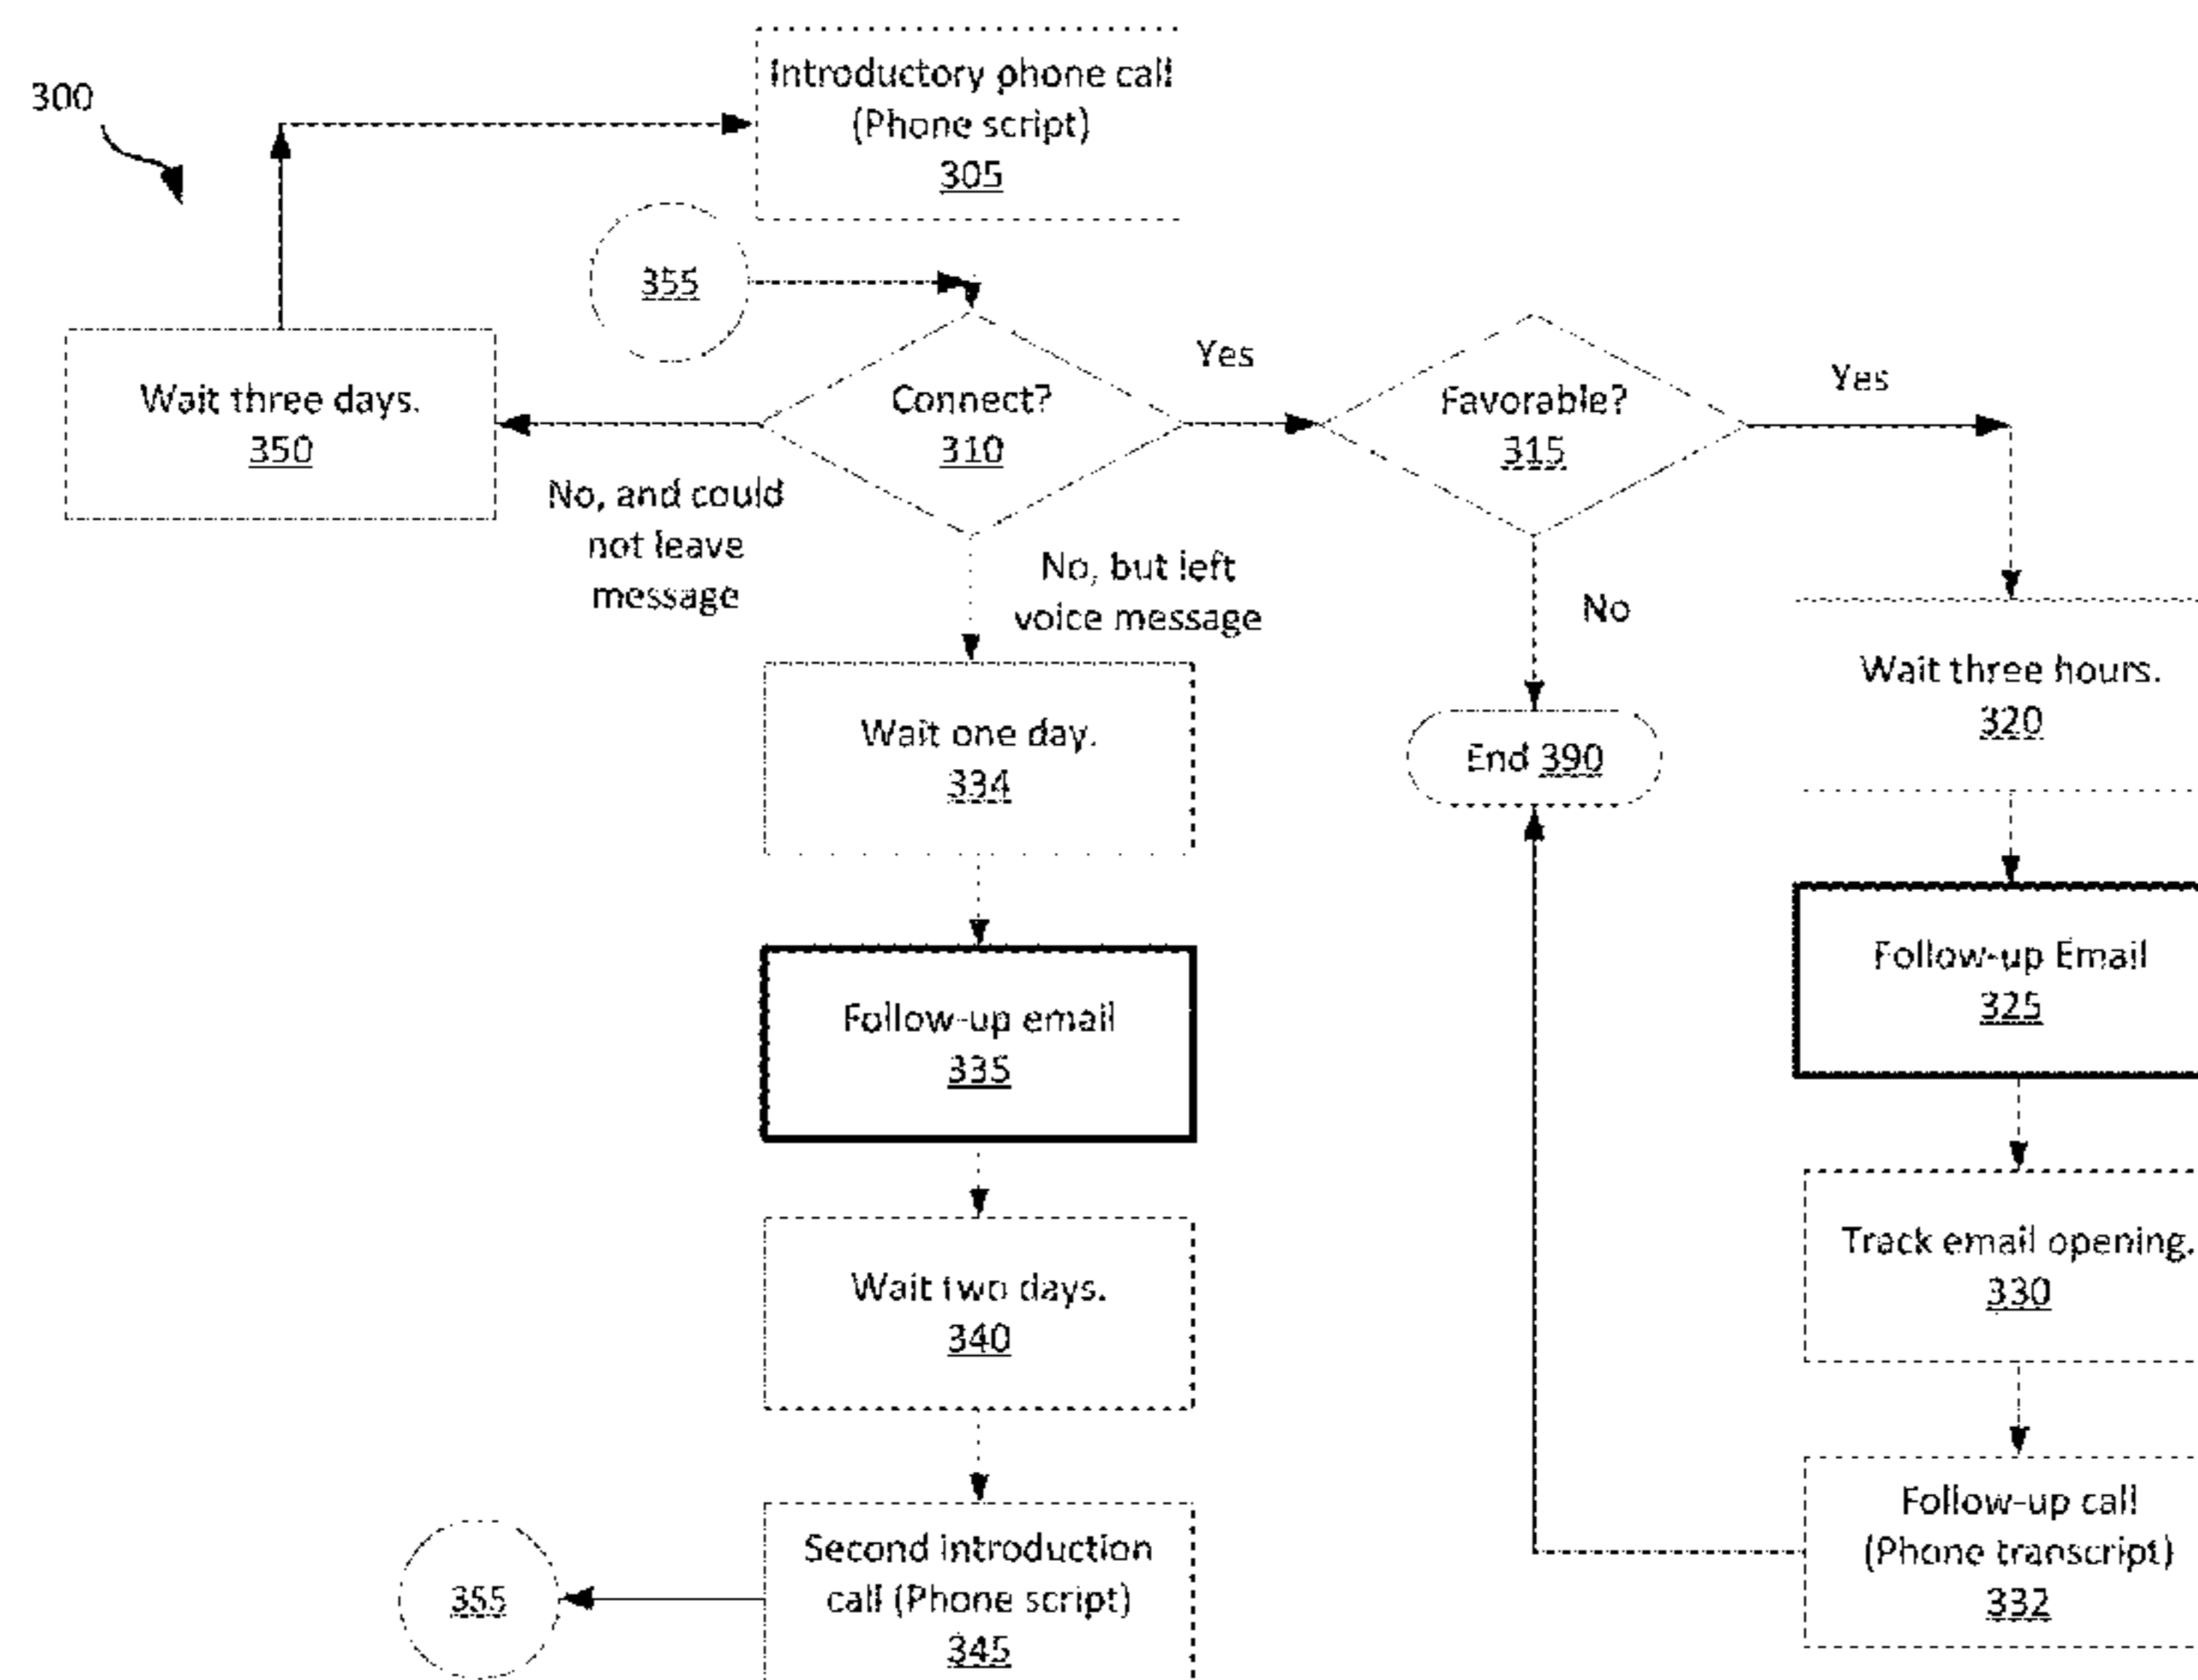 300
Introductory phone call
(Phone script)
305
355
Wait three days.
350
Connect?
310
Yes
Favorable?
315
Yes
No, and could
not leave
message
No, but left
voice message
No
Wait three hours.
320
Wait one day.
334
End 390
Follow-up email
335
Follow-up Email
325
Wait two days.
340
Track email opening.
330
Second introduction
call (Phone script)
345
355
Follow-up call
(Phone transcript)
332